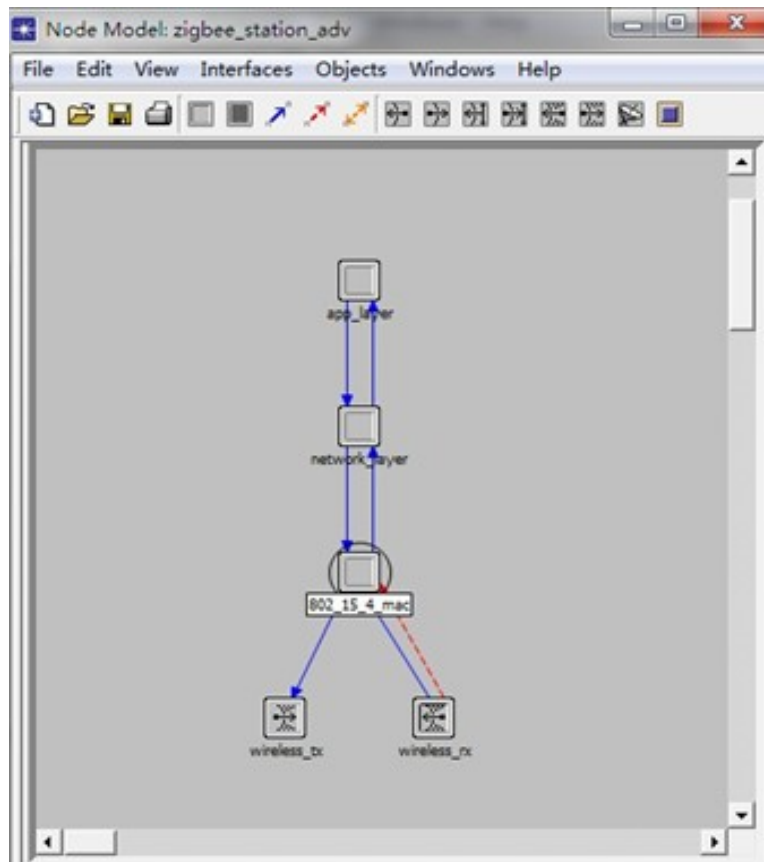 Node Model: zigbee_station_adv
File Edit View Interfaces Objects Windows Help
app_layer
network_layer
802_15_4_mac
wireless_tx
wireless_rx